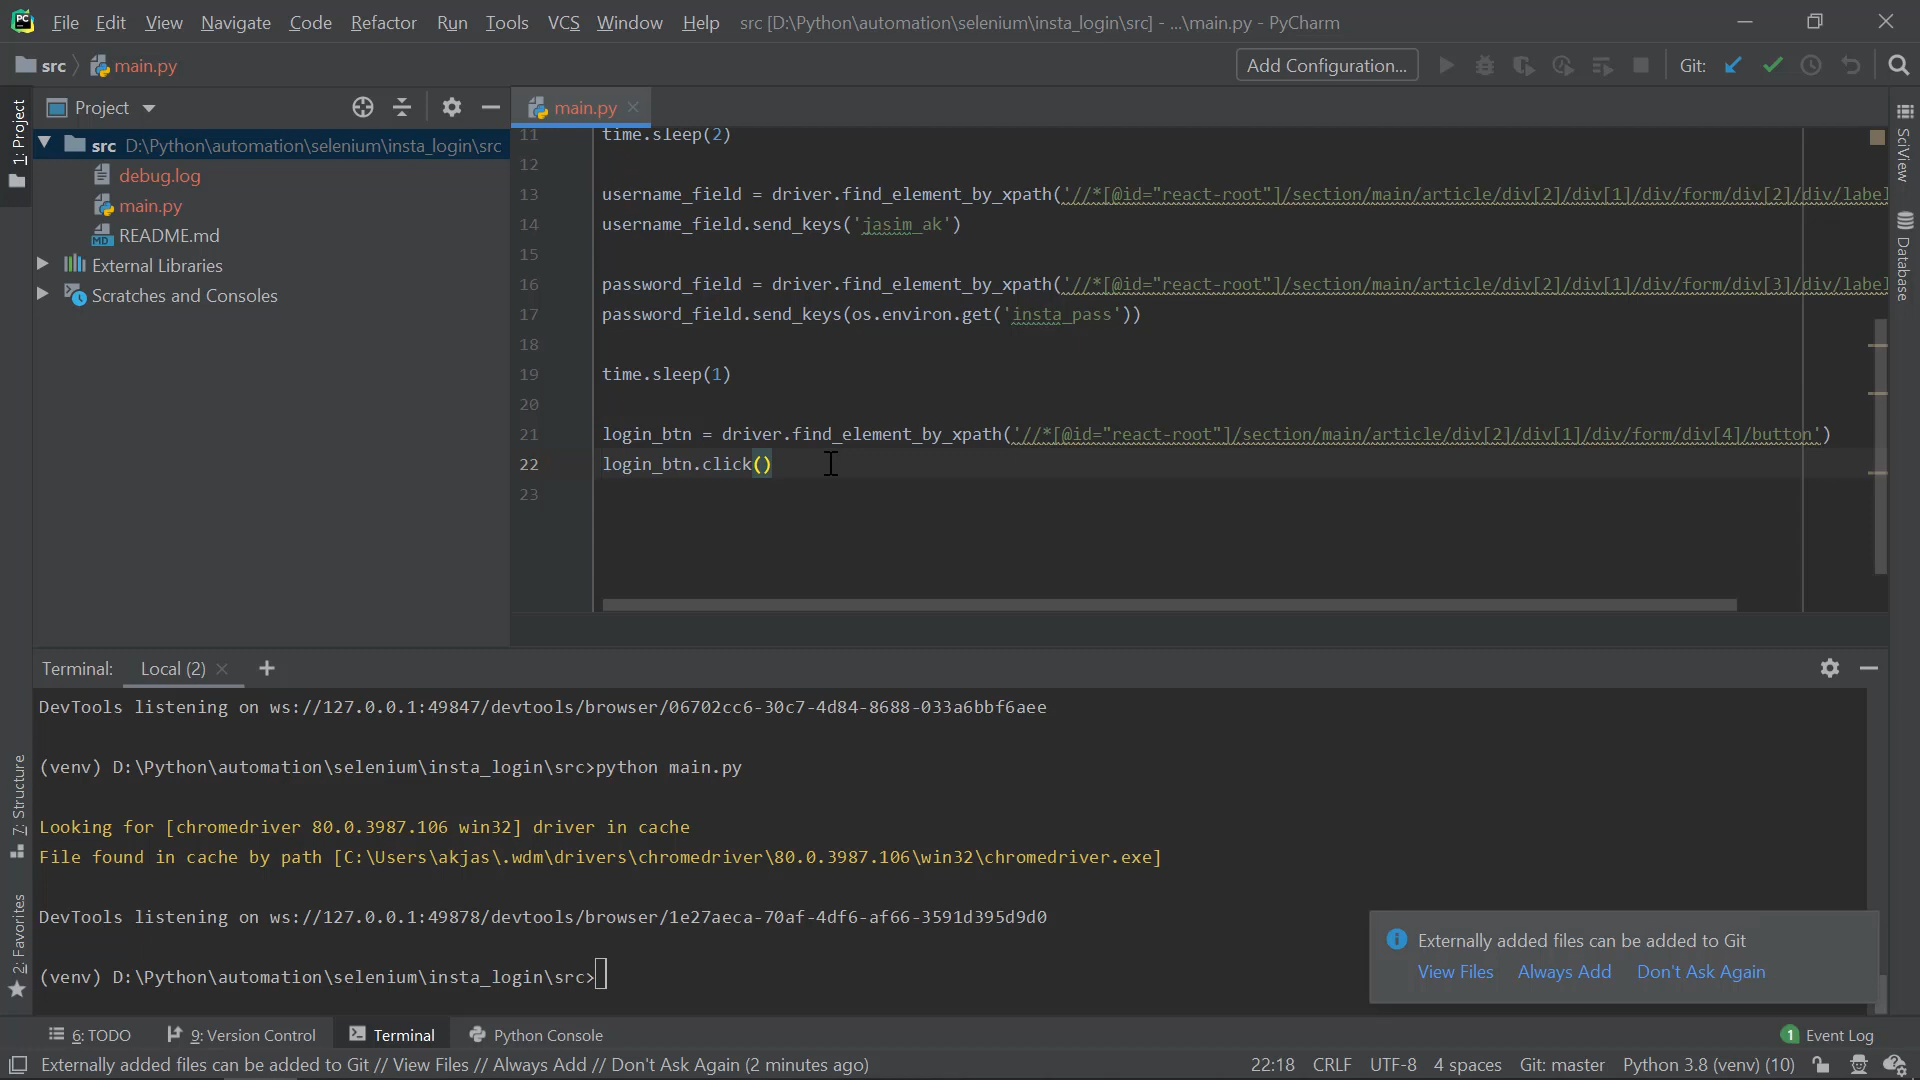 File Edit View Navigate Code Refactor Run Tools VCS Window Help src [D:\Python\automation\selenium\insta_login\src] - ...\main.py - PyCharm
src main.py Add Configuration... Git:
1: Project
Project
main.py
src D:\Python\automation\selenium\insta_login\src
debug.log
main.py
README.md
External Libraries
Scratches and Consoles
11 time.sleep(2)
12
13 username_field = driver.find_element_by_xpath('//*[@id="react-root"]/section/main/article/div[2]/div[1]/div/form/div[2]/div/label
14 username_field.send_keys('jasim_ak')
15
16 password_field = driver.find_element_by_xpath('//*[@id="react-root"]/section/main/article/div[2]/div[1]/div/form/div[3]/div/label
17 password_field.send_keys(os.environ.get('insta_pass'))
18
19 time.sleep(1)
20
21 login_btn = driver.find_element_by_xpath('//*[@id="react-root"]/section/main/article/div[2]/div[1]/div/form/div[4]/button')
22 login_btn.click()
23
SciView
Database
Terminal: Local (2) +
DevTools listening on ws://127.0.0.1:49847/devtools/browser/06702cc6-30c7-4d84-8688-033a6bbf6aee
(venv) D:\Python\automation\selenium\insta_login\src>python main.py
Looking for [chromedriver 80.0.3987.106 win32] driver in cache
File found in cache by path [C:\Users\akjas\.wdm\drivers\chromedriver\80.0.3987.106\win32\chromedriver.exe]
DevTools listening on ws://127.0.0.1:49878/devtools/browser/1e27aeca-70af-4df6-af66-3591d395d9d0
(venv) D:\Python\automation\selenium\insta_login\src>
7: Structure
2: Favorites
Externally added files can be added to Git
View Files Always Add Don't Ask Again
6: TODO 9: Version Control Terminal Python Console 1 Event Log
Externally added files can be added to Git // View Files // Always Add // Don't Ask Again (2 minutes ago) 22:18 CRLF UTF-8 4 spaces Git: master Python 3.8 (venv) (10)